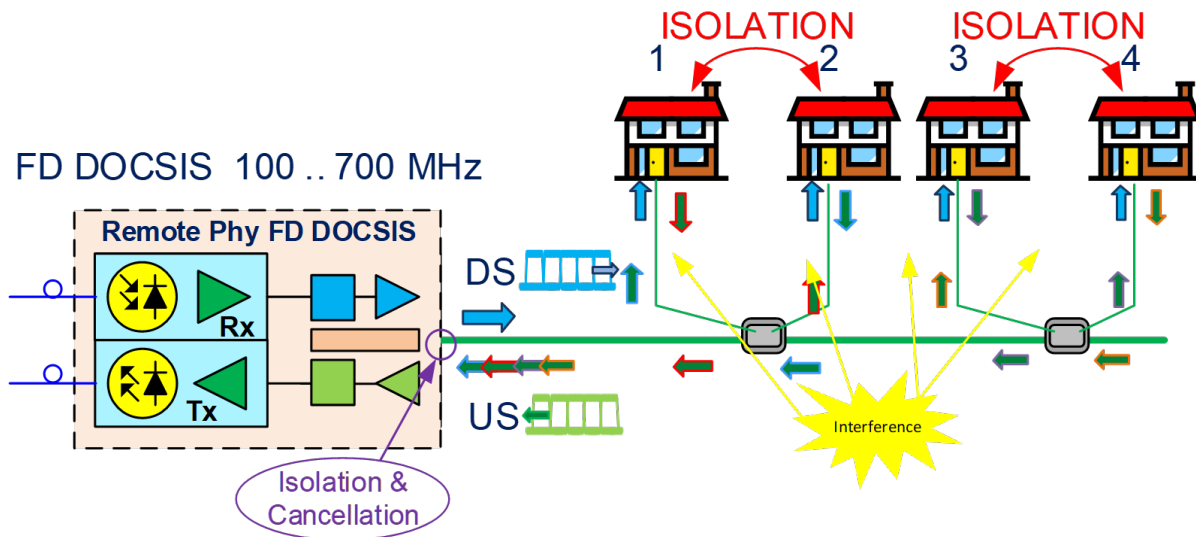 ISOLATION
ISOLATION
1
2
3
4
FD DOCSIS 100 .. 700 MHz
Remote Phy FD DOCSIS
DS
Rx
Tx
US
Interference
Isolation &
Cancellation